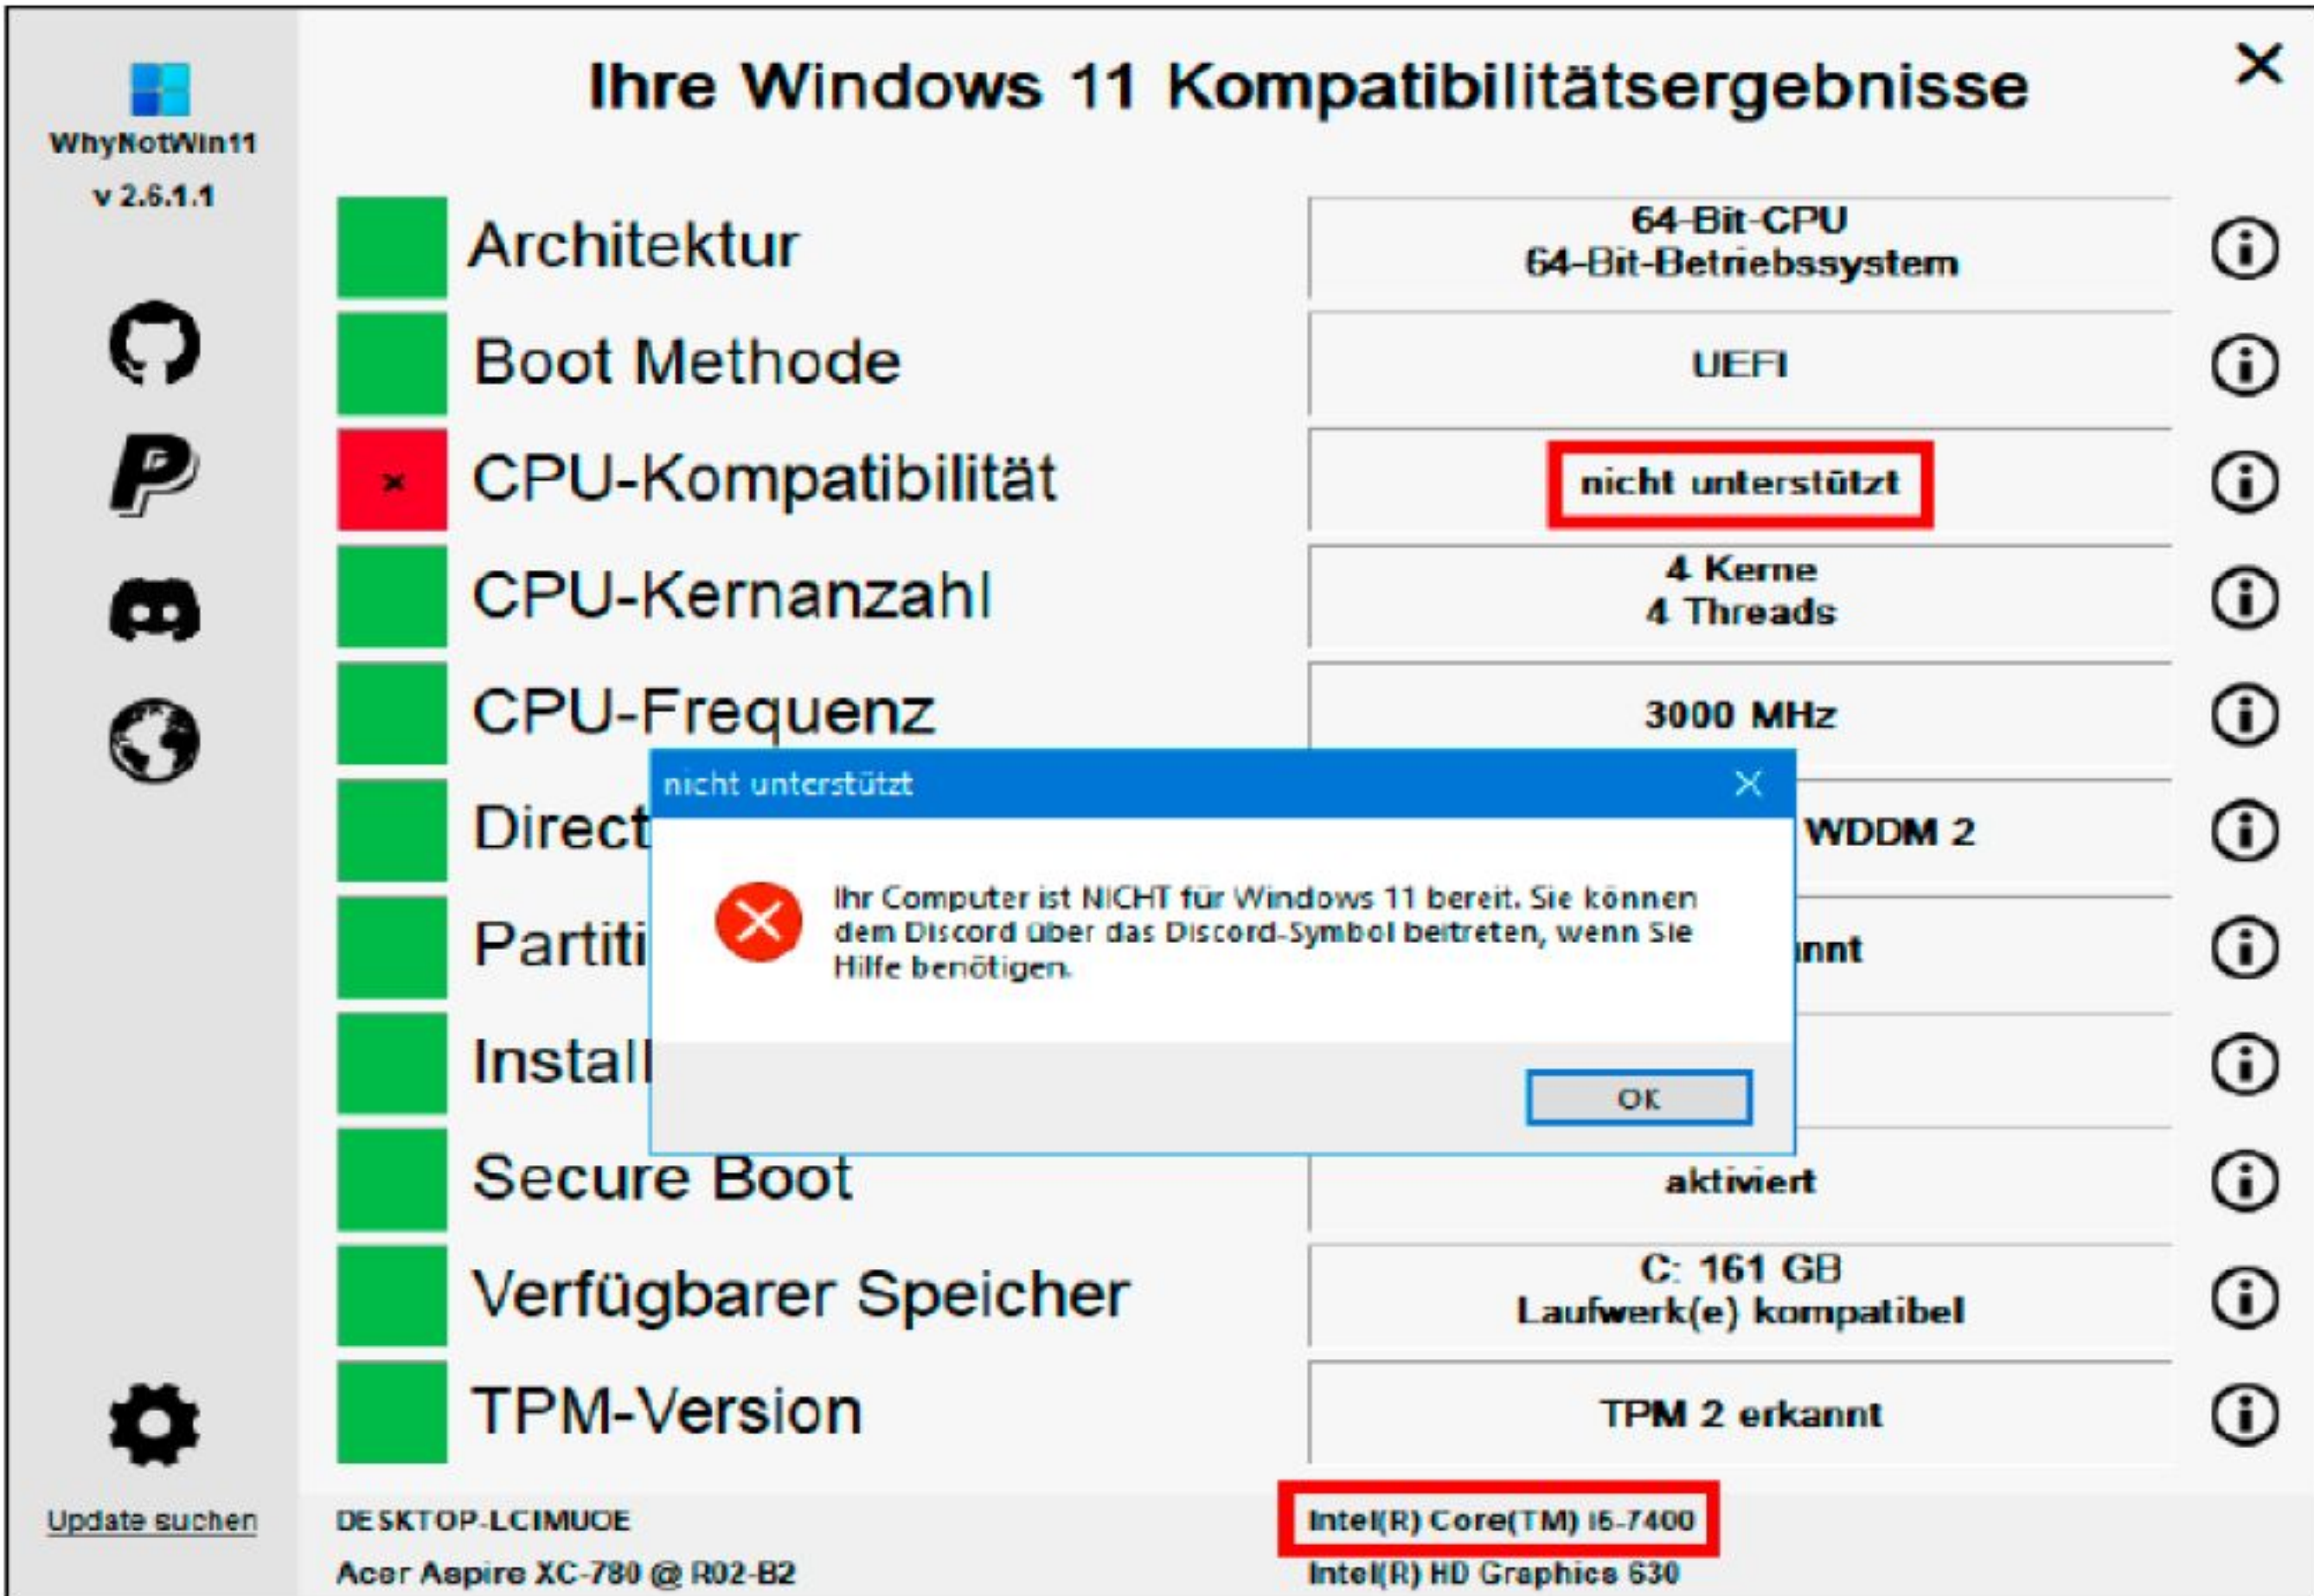 Ihre Windows 11 Kompatibilitätsergebnisse
WhyNotWin11
v 2.6.1.1
Architektur
64-Bit-CPU
64-Bit-Betriebssystem
Boot Methode
UEFI
CPU-Kompatibilität
nicht unterstützt
CPU-Kernanzahl
4 Kerne
4 Threads
CPU-Frequenz
3000 MHz
nicht unterstützt
Ihr Computer ist NICHT für Windows 11 bereit. Sie können
dem Discord über das Discord-Symbol beitreten, wenn Sie
Hilfe benötigen.
OK
Direct
WDDM 2
Partiti
nnt
Install
Secure Boot
aktiviert
Verfügbarer Speicher
C: 161 GB
Laufwerk(e) kompatibel
TPM-Version
TPM 2 erkannt
Update suchen
DESKTOP-LCIMUOE
Intel(R) Core(TM) i5-7400
Acer Aspire XC-780 @ R02-B2
Intel(R) HD Graphics 630